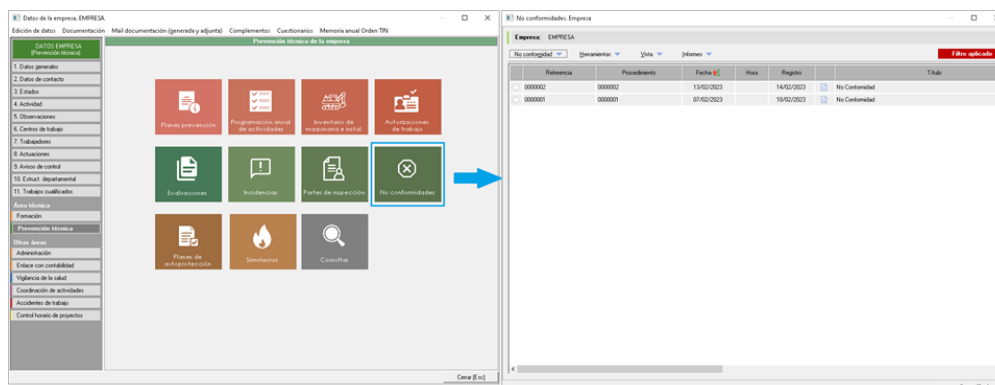 Datos de la empresa. EMPRESA
Edición de datos Documentación Mail documentación (generada y adjunta) Complementos Cuestionarios Memoria anual Orden TIN
DATOS EMPRESA
(Prevención técnica)
Prevención técnica de la empresa
1. Datos generales
2. Datos de contacto
3. Estados
4. Actividad
5. Observaciones
6. Centros de trabajo
7. Trabajadores
8. Actuaciones
9. Avisos de control
10. Estruct. departamental
11. Trabajos cualificados
Área técnica
Formación
Prevención técnica
Otras áreas
Administración
Enlace con contabilidad
Vigilancia de la salud
Coordinación de actividades
Accidentes de trabajo
Control horario de proyectos
Planes prevención
Programación anual
de actividades
Inventario de
maquinaria e instal.
Autorizaciones
de trabajo
Evaluaciones
Incidencias
Partes de inspección
No conformidades
Planes de
autoprotección
Simulacros
Consultas
Cerrar [Esc]
No conformidades. Empresa
Empresa: EMPRESA
No conformidad Herramientas Vista Informes Filtro aplicado
Referencia Procedimiento Fecha Hora Registro Título
0000002 0000002 13/02/2023 14/02/2023 No Conformidad
0000001 0000001 07/02/2023 10/02/2023 No Conformidad